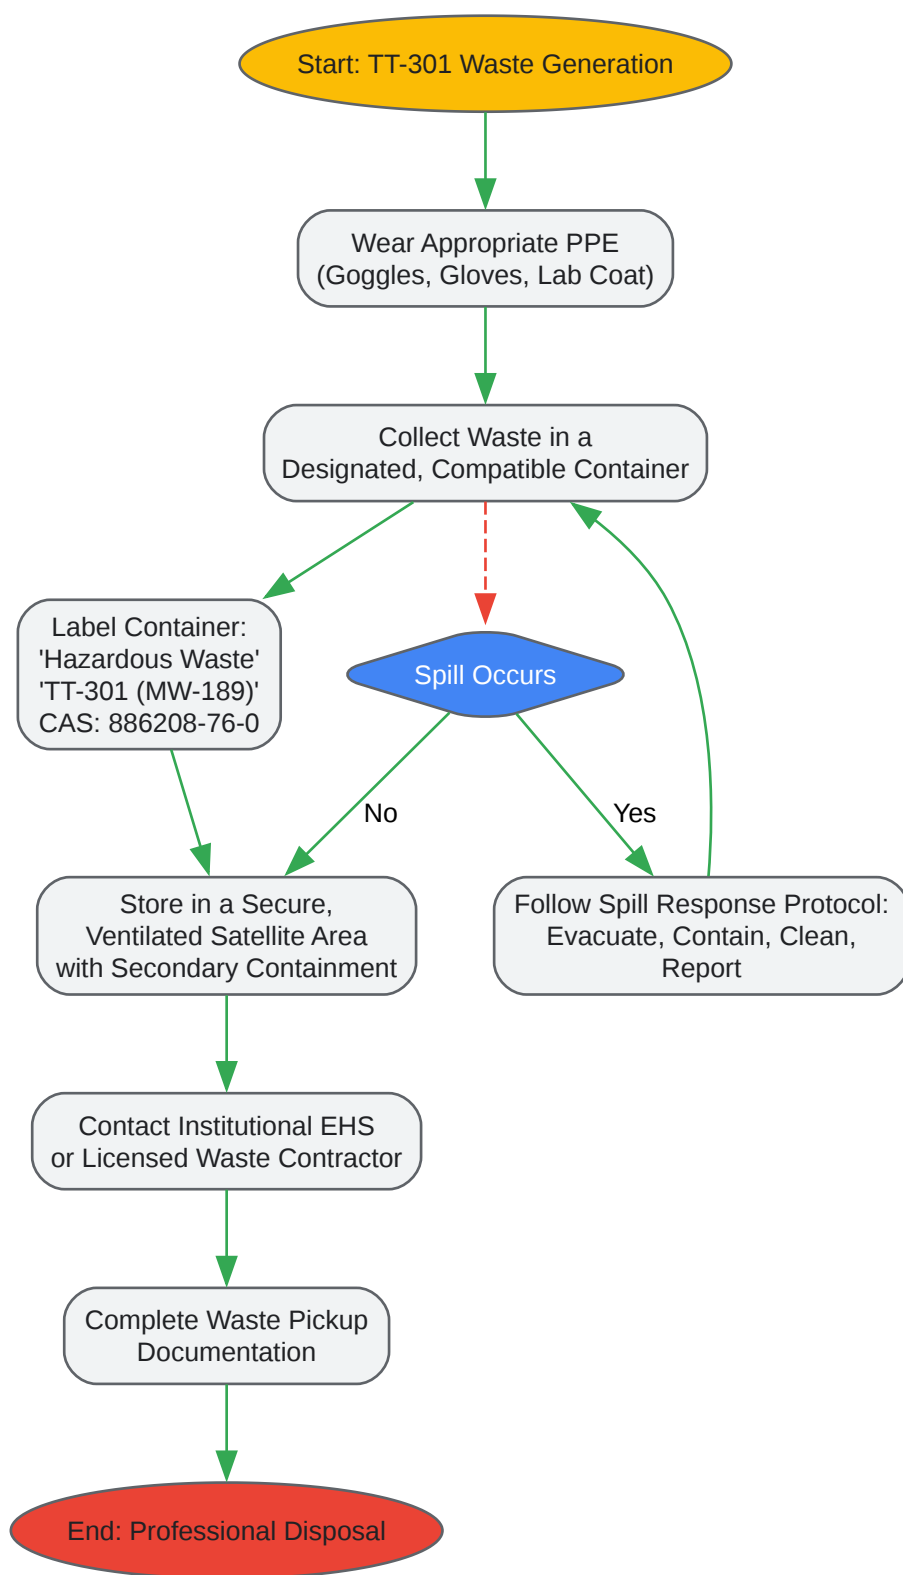 Start: TT-301 Waste Generation
Wear Appropriate PPE
(Goggles, Gloves, Lab Coat)
Collect Waste in a
Designated, Compatible Container
Label Container:
'Hazardous Waste'
'TT-301 (MW-189)'
CAS: 886208-76-0
Spill Occurs
No
Yes
Store in a Secure,
Ventilated Satellite Area
with Secondary Containment
Follow Spill Response Protocol:
Evacuate, Contain, Clean,
Report
Contact Institutional EHS
or Licensed Waste Contractor
Complete Waste Pickup
Documentation
End: Professional Disposal